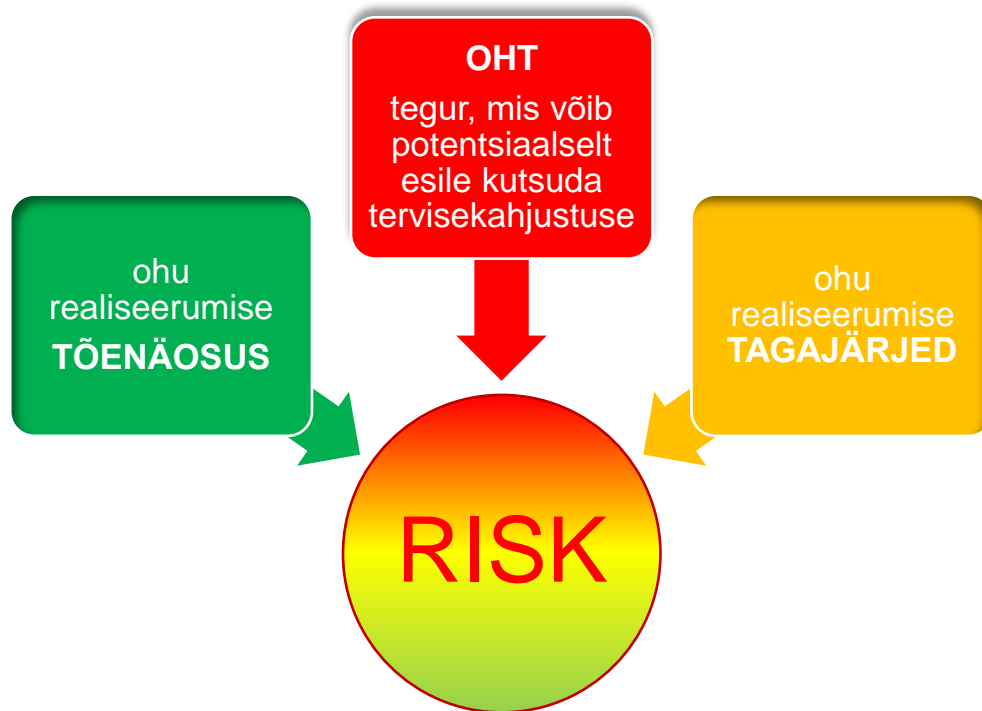 OHT
tegur, mis võib
potentsiaalselt
esile kutsuda
tervisekahjustuse
ohu
realiseerumise
TÕENÄOSUS
ohu
realiseerumise
TAGAJÄRJED
RISK